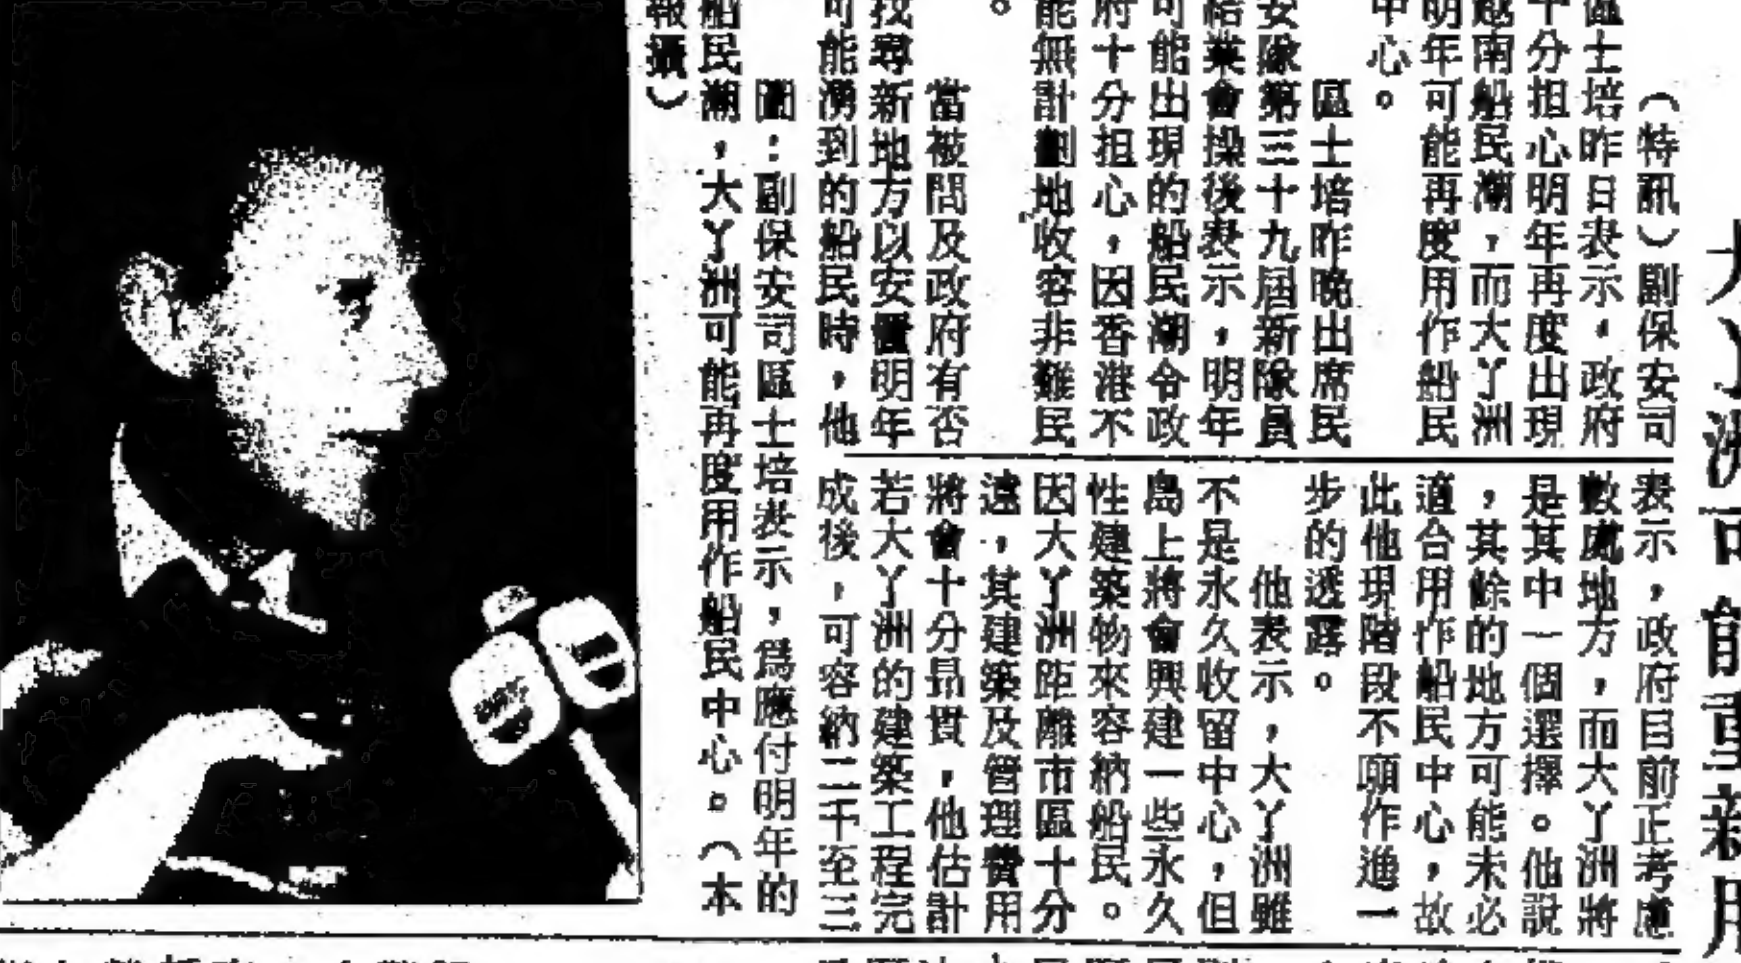 大丫洲可能重新用
（特訊）副保安司
區士培昨日表示，政府
十分担心明年再度出現
越南船民潮，而大丫洲
明年可能再度用作船民
中心。
區士培昨晚出席民
安隊第三十九屆新隊員
結業會操後表示，明年
可能出現的船民潮令政
府十分担心，因香港不
能無計劃地收容非難民
。
當被問及政府有否
找尋新地方以安置明年
可能湧到的船民時，他
表示，政府目前正考慮
數處地方，而大丫洲將
是其中一個選擇。他說
，其餘的地方可能未必
適合用作船民中心，故
此他現階段不願作進一
步的透露。
他表示，大丫洲雖
不是永久收留中心，但
島上將會興建一些永久
性建築物來容納船民。
因大丫洲距離市區十分
遠，其建築及管理費用
將會十分昂貴，他估計
若大丫洲的建築工程完
成後，可容納二千至三
圖：副保安司區士培表示，爲應付明年的
船民潮，大丫洲可能再度用作船民中心。（本
報攝）